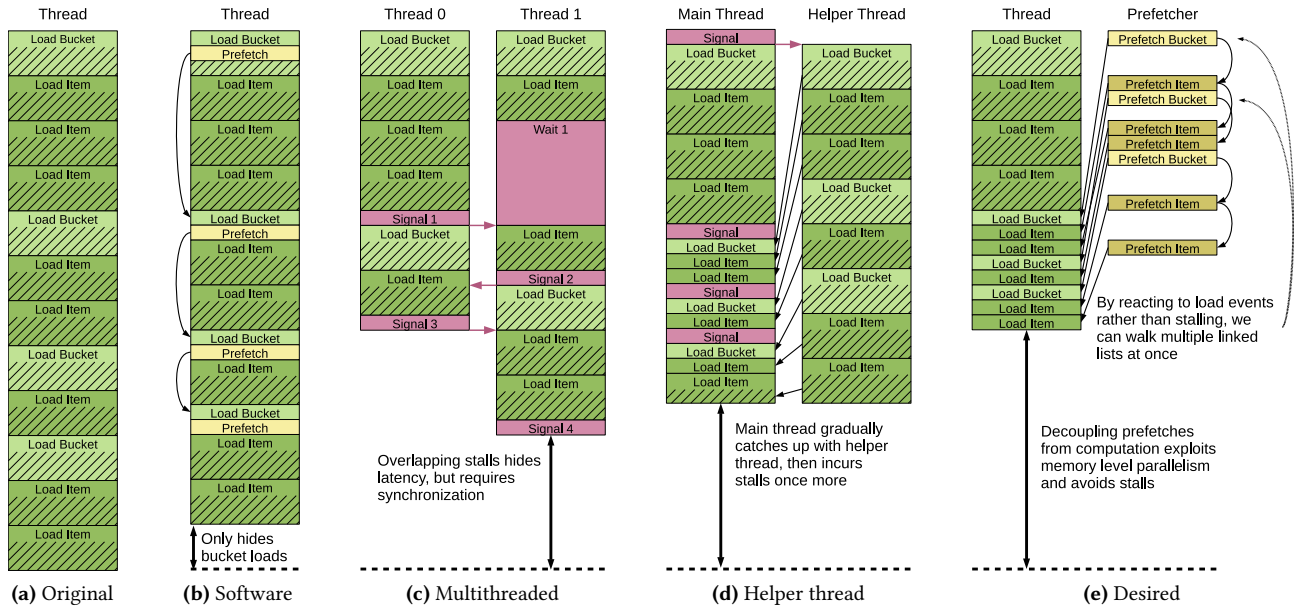 Thread
Load Bucket
Load Item
Load Item
Load Item
Load Bucket
Load Item
Load Item
Load Bucket
Load Item
Load Bucket
Load Item
Load Item
(a) Original
Thread
Load Bucket
Prefetch
Load Item
Load Item
Load Item
Load Bucket
Prefetch
Load Item
Load Item
Load Bucket
Prefetch
Load Item
Load Bucket
Prefetch
Load Item
Load Item
Only hides
bucket loads
(b) Software
Thread 0
Load Bucket
Load Item
Load Item
Load Item
Signal 1
Load Bucket
Load Item
Signal 3
Thread 1
Load Bucket
Load Item
Wait 1
Load Item
Signal 2
Load Bucket
Load Item
Load Item
Signal 4
Overlapping stalls hides
latency, but requires
synchronization
(c) Multithreaded
Main Thread
Signal
Load Bucket
Load Item
Load Item
Load Item
Signal
Load Bucket
Load Item
Load Item
Signal
Load Bucket
Load Item
Signal
Load Bucket
Load Item
Load Item
Helper Thread
Load Bucket
Load Item
Load Item
Load Bucket
Load Item
Load Bucket
Load Item
Load Item
Main thread gradually
catches up with helper
thread, then incurs
stalls once more
(d) Helper thread
Thread
Load Bucket
Load Item
Load Item
Load Item
Load Bucket
Load Item
Load Item
Load Bucket
Load Item
Load Bucket
Load Item
Load Item
Prefetcher
Prefetch Bucket
Prefetch Item
Prefetch Bucket
Prefetch Item
Prefetch Item
Prefetch Bucket
Prefetch Item
Prefetch Item
By reacting to load events
rather than stalling, we
can walk multiple linked
lists at once
Decoupling prefetches
from computation exploits
memory level parallelism
and avoids stalls
(e) Desired